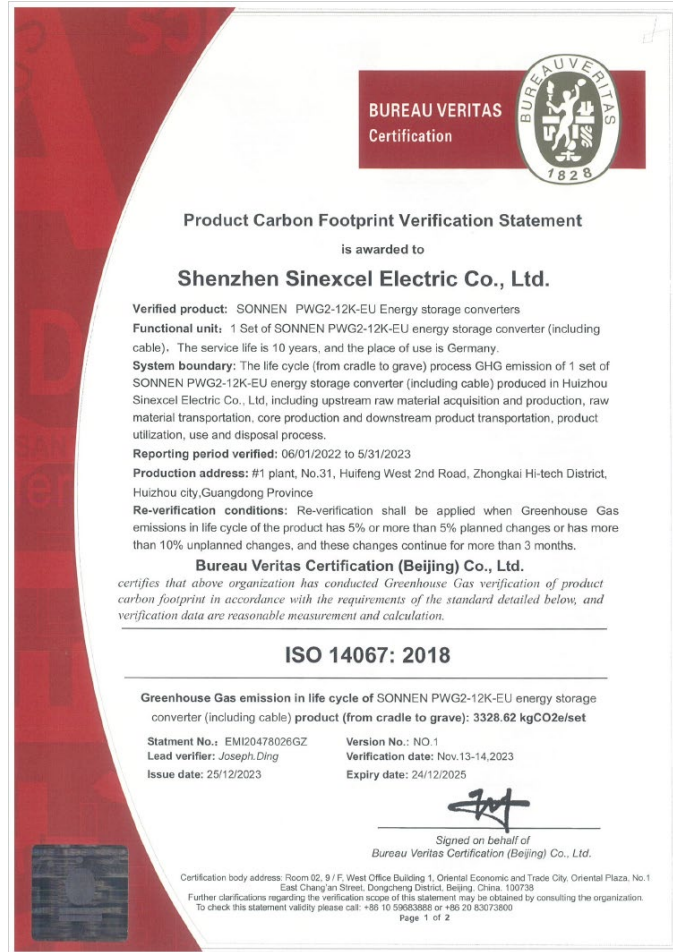 BUREAU VERITAS
Certification
BUREAU VERITAS
1828
Product Carbon Footprint Verification Statement
is awarded to
Shenzhen Sinexcel Electric Co., Ltd.
Verified product: SONNEN PWG2-12K-EU Energy storage converters
Functional unit: 1 Set of SONNEN PWG2-12K-EU energy storage converter (including
cable)，The service life is 10 years, and the place of use is Germany.
System boundary: The life cycle (from cradle to grave) process GHG emission of 1 set of
SONNEN PWG2-12K-EU energy storage converter (including cable) produced in Huizhou
Sinexcel Electric Co., Ltd, including upstream raw material acquisition and production, raw
material transportation, core production and downstream product transportation, product
utilization, use and disposal process.
Reporting period verified: 06/01/2022 to 5/31/2023
Production address: #1 plant, No.31, Huifeng West 2nd Road, Zhongkai Hi-tech District,
Huizhou city,Guangdong Province
Re-verification conditions: Re-verification shall be applied when Greenhouse Gas
emissions in life cycle of the product has 5% or more than 5% planned changes or has more
than 10% unplanned changes, and these changes continue for more than 3 months.
Bureau Veritas Certification (Beijing) Co., Ltd.
certifies that above organization has conducted Greenhouse Gas verification of product
carbon footprint in accordance with the requirements of the standard detailed below, and
verification data are reasonable measurement and calculation.
ISO 14067: 2018
Greenhouse Gas emission in life cycle of SONNEN PWG2-12K-EU energy storage
converter (including cable) product (from cradle to grave): 3328.62 kgCO2e/set
Statment No.: EMI20478026GZ Version No.: NO.1
Lead verifier: Joseph.Ding Verification date: Nov.13-14,2023
Issue date: 25/12/2023 Expiry date: 24/12/2025
Signed on behalf of
Bureau Veritas Certification (Beijing) Co., Ltd.
Certification body address: Room 02, 9 / F, West Office Building 1, Oriental Economic and Trade City, Oriental Plaza, No.1
East Chang'an Street, Dongcheng District, Beijing, China. 100738
Further clarifications regarding the verification scope of this statement may be obtained by consulting the organization.
To check this statement validity please call: +86 10 59683888 or +86 20 83073800
Page 1 of 2